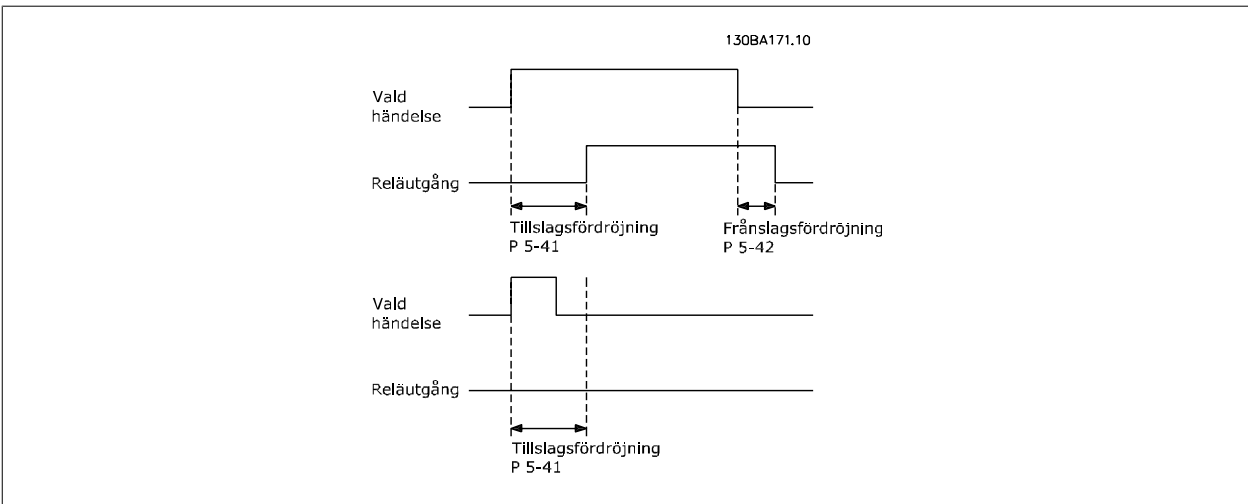 130BA171.10
Vald
händelse
Reläutgång
Tillslagsfördröjning
P 5-41
Frånslagsfördröjning
P 5-42
Vald
händelse
Reläutgång
Tillslagsfördröjning
P 5-41